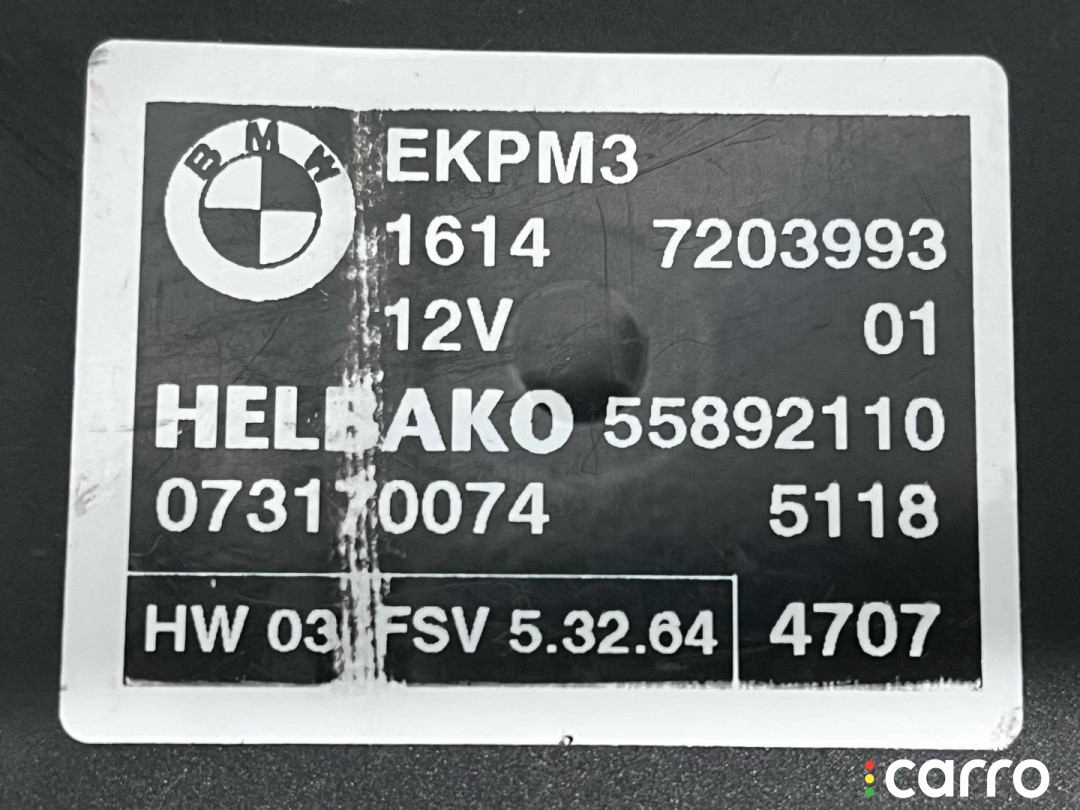 BMW
EKPM3
1614 7203993
12V 01
HELBAKO 55892110
073170074 5118
HW 03 FSV 5.32.64 4707
carro